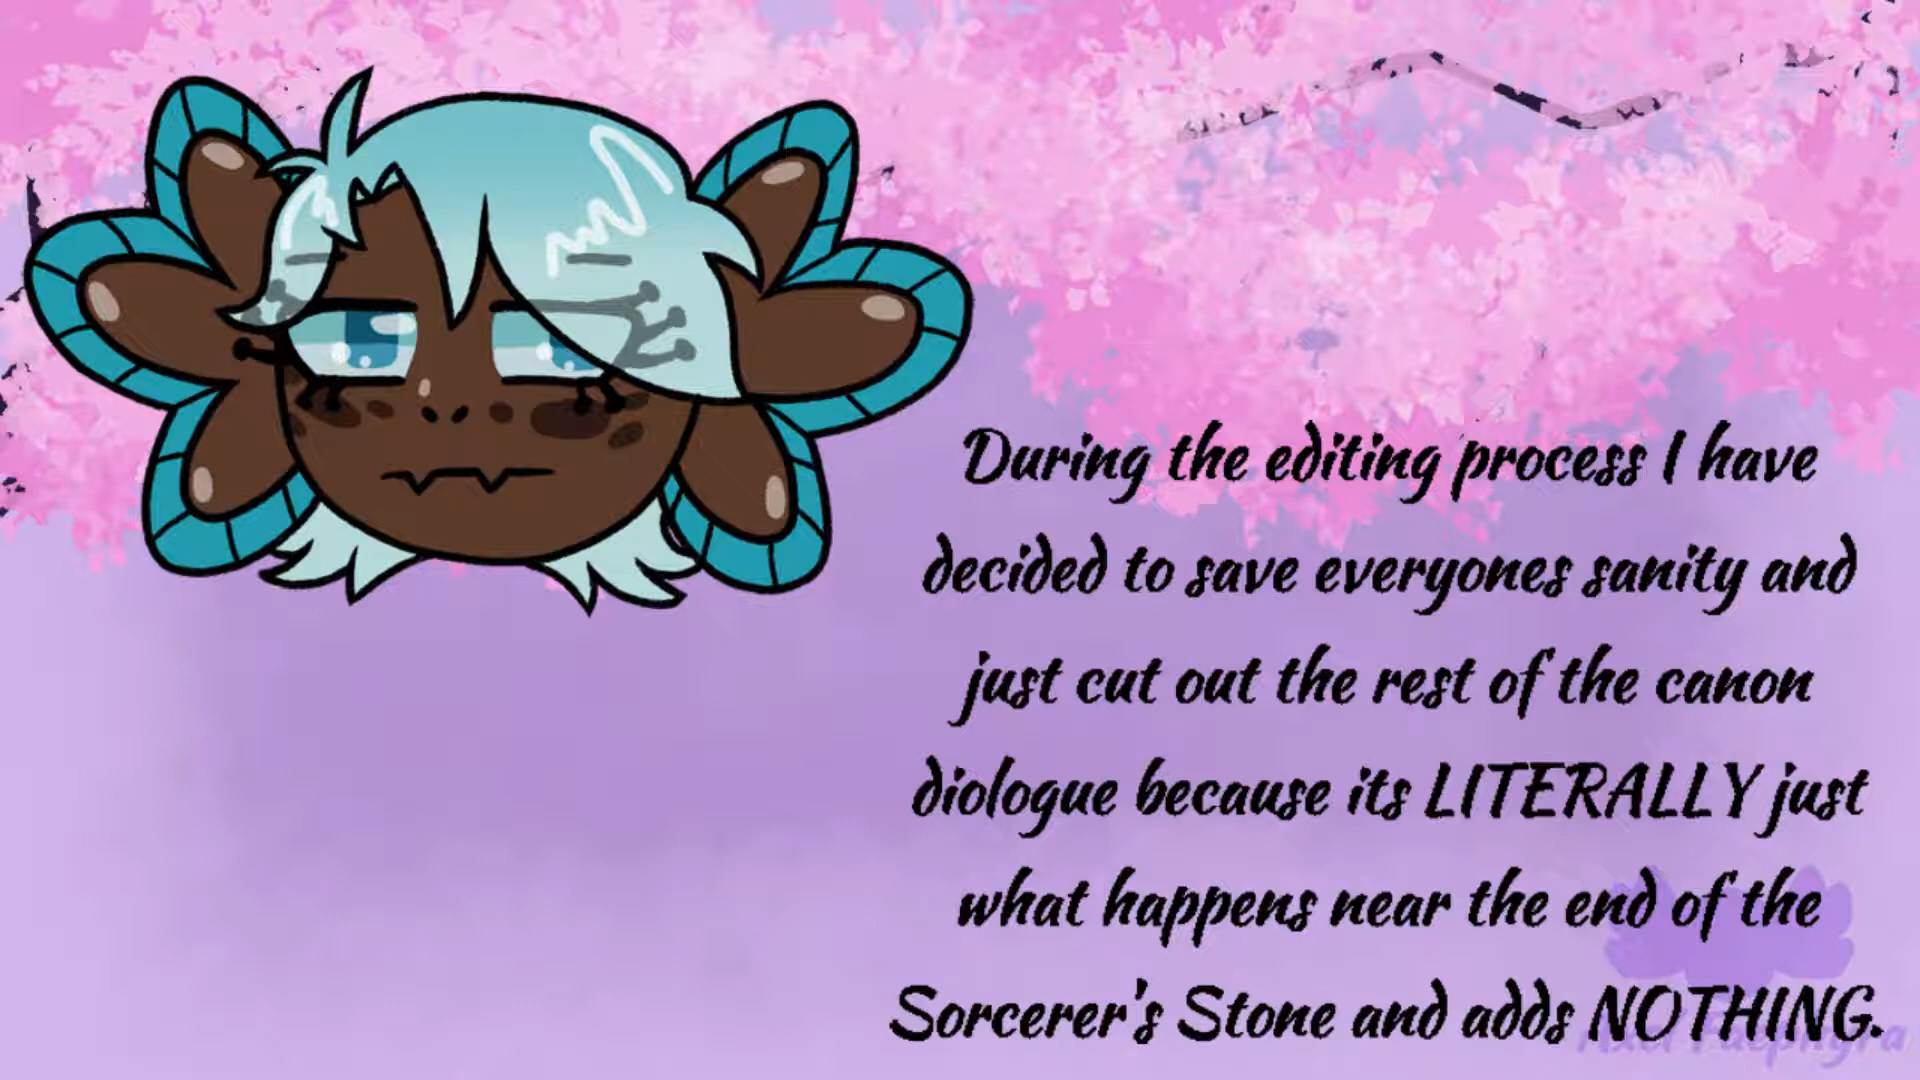 During the editing process I have
decided to save everyones sanity and
just cut out the rest of the canon
diologue because its LITERALLY just
what happens near the end of the
Sorcerer's Stone and adds NOTHING.